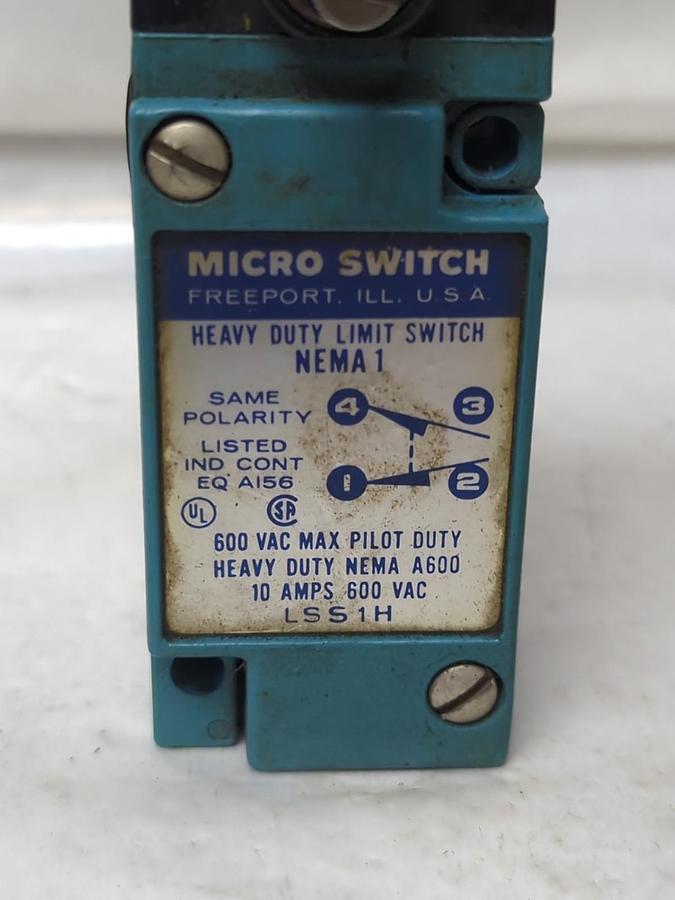 MICRO SWITCH
FREEPORT, ILL. U.S.A.
HEAVY DUTY LIMIT SWITCH
NEMA 1
SAME
POLARITY
4 3
LISTED
IND CONT
EQ A156
1 2
UL SA
600 VAC MAX PILOT DUTY
HEAVY DUTY NEMA A600
10 AMPS 600 VAC
LSS1H